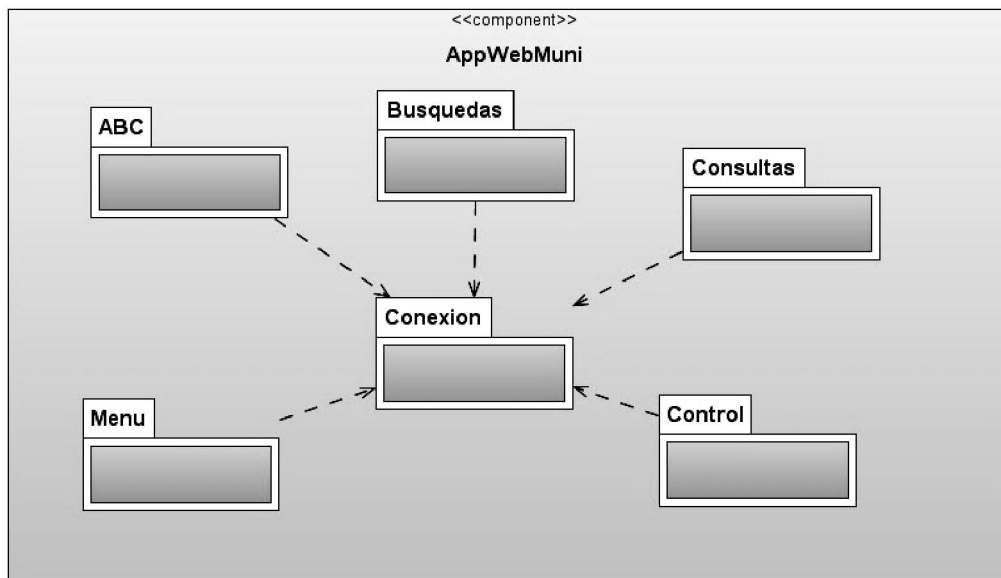 <<component>>
AppWebMuni
ABC
Busquedas
Consultas
Conexion
Menu
Control